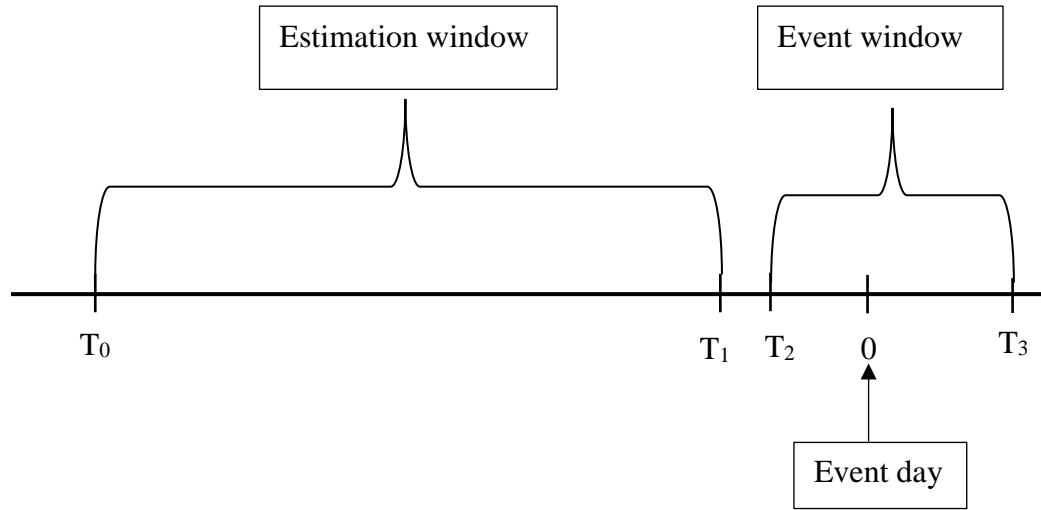 Estimation window
Event window
T₀
T₁
T₂
0
T₃
Event day